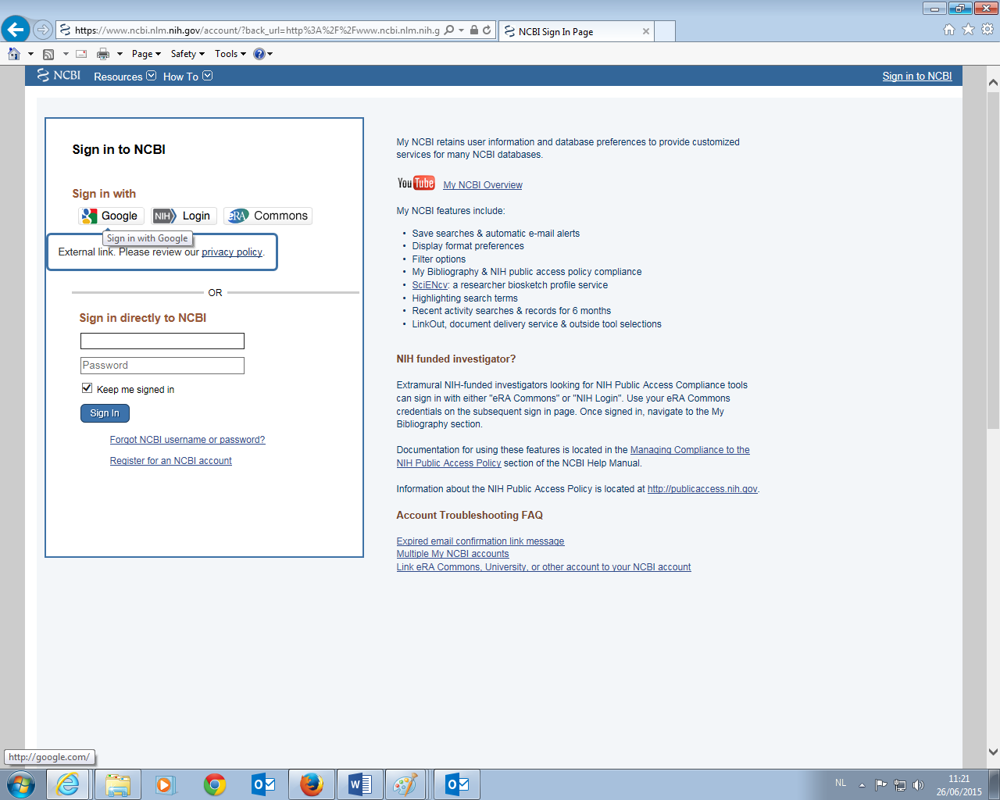 https://www.ncbi.nlm.nih.gov/account/?back_url=http%3A%2F%2Fwww.ncbi.nlm.nih.g
NCBI Sign In Page
Page Safety Tools
NCBI Resources How To Sign in to NCBI
Sign in to NCBI
Sign in with
Google NIH Login eRA Commons
Sign in with Google
External link. Please review our privacy policy.
OR
Sign in directly to NCBI
Password
Keep me signed in
Sign In
Forgot NCBI username or password?
Register for an NCBI account
My NCBI retains user information and database preferences to provide customized
services for many NCBI databases.
YouTube My NCBI Overview
My NCBI features include:
• Save searches & automatic e-mail alerts
• Display format preferences
• Filter options
• My Bibliography & NIH public access policy compliance
• SciENcv: a researcher biosketch profile service
• Highlighting search terms
• Recent activity searches & records for 6 months
• LinkOut, document delivery service & outside tool selections
NIH funded investigator?
Extramural NIH-funded investigators looking for NIH Public Access Compliance tools
can sign in with either "eRA Commons" or "NIH Login". Use your eRA Commons
credentials on the subsequent sign in page. Once signed in, navigate to the My
Bibliography section.
Documentation for using these features is located in the Managing Compliance to the
NIH Public Access Policy section of the NCBI Help Manual.
Information about the NIH Public Access Policy is located at http://publicaccess.nih.gov.
Account Troubleshooting FAQ
Expired email confirmation link message
Multiple My NCBI accounts
Link eRA Commons, University, or other account to your NCBI account
http://google.com/
NL
11:21
26/06/2015